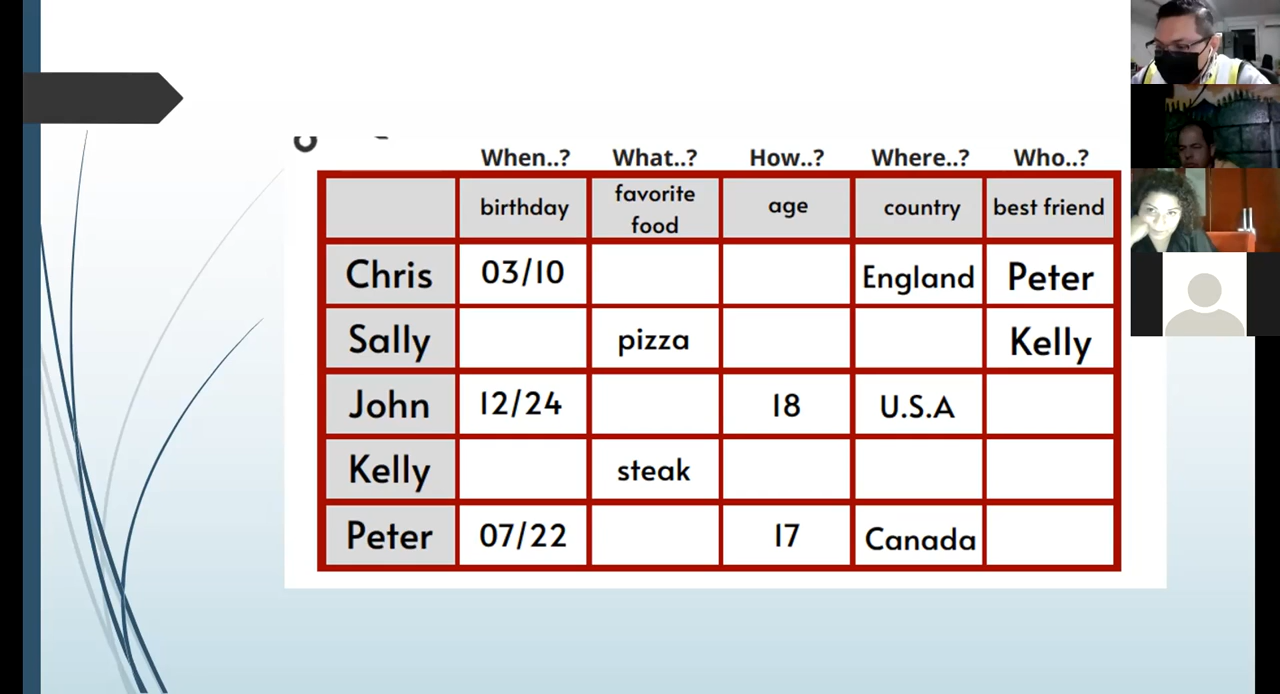 When..? What..? How..? Where..? Who..?
birthday favorite food age country best friend
Chris 03/10 England Peter
Sally pizza Kelly
John 12/24 18 U.S.A
Kelly steak
Peter 07/22 17 Canada